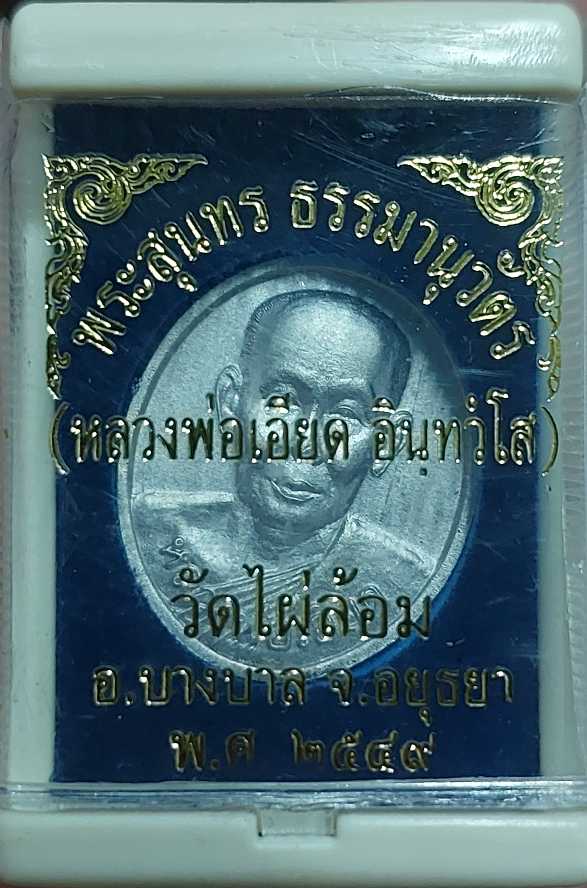 พระสุนทร ธรรมานุวัตร
(หลวงพ่อเอียด อินฺทวํโส)
วัดไผ่ล้อม
อ.บางบาล จ.อยุธยา
พ.ศ ๒๕๔๙